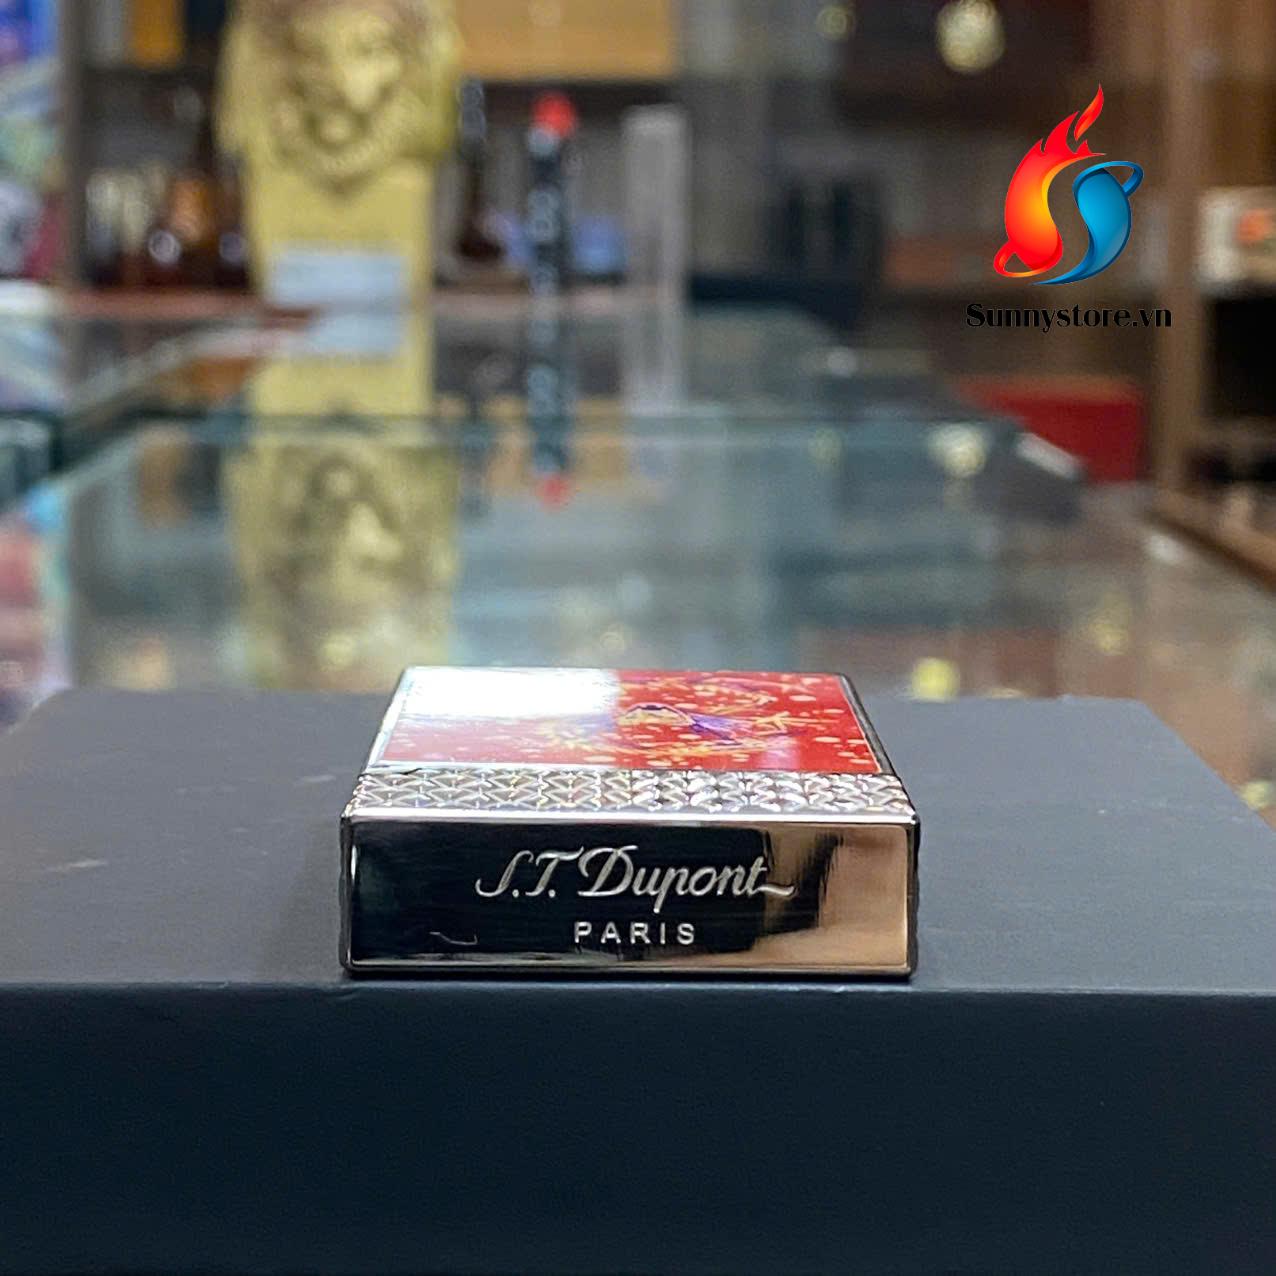 Sunnystore.vn
S.T. Dupont
PARIS